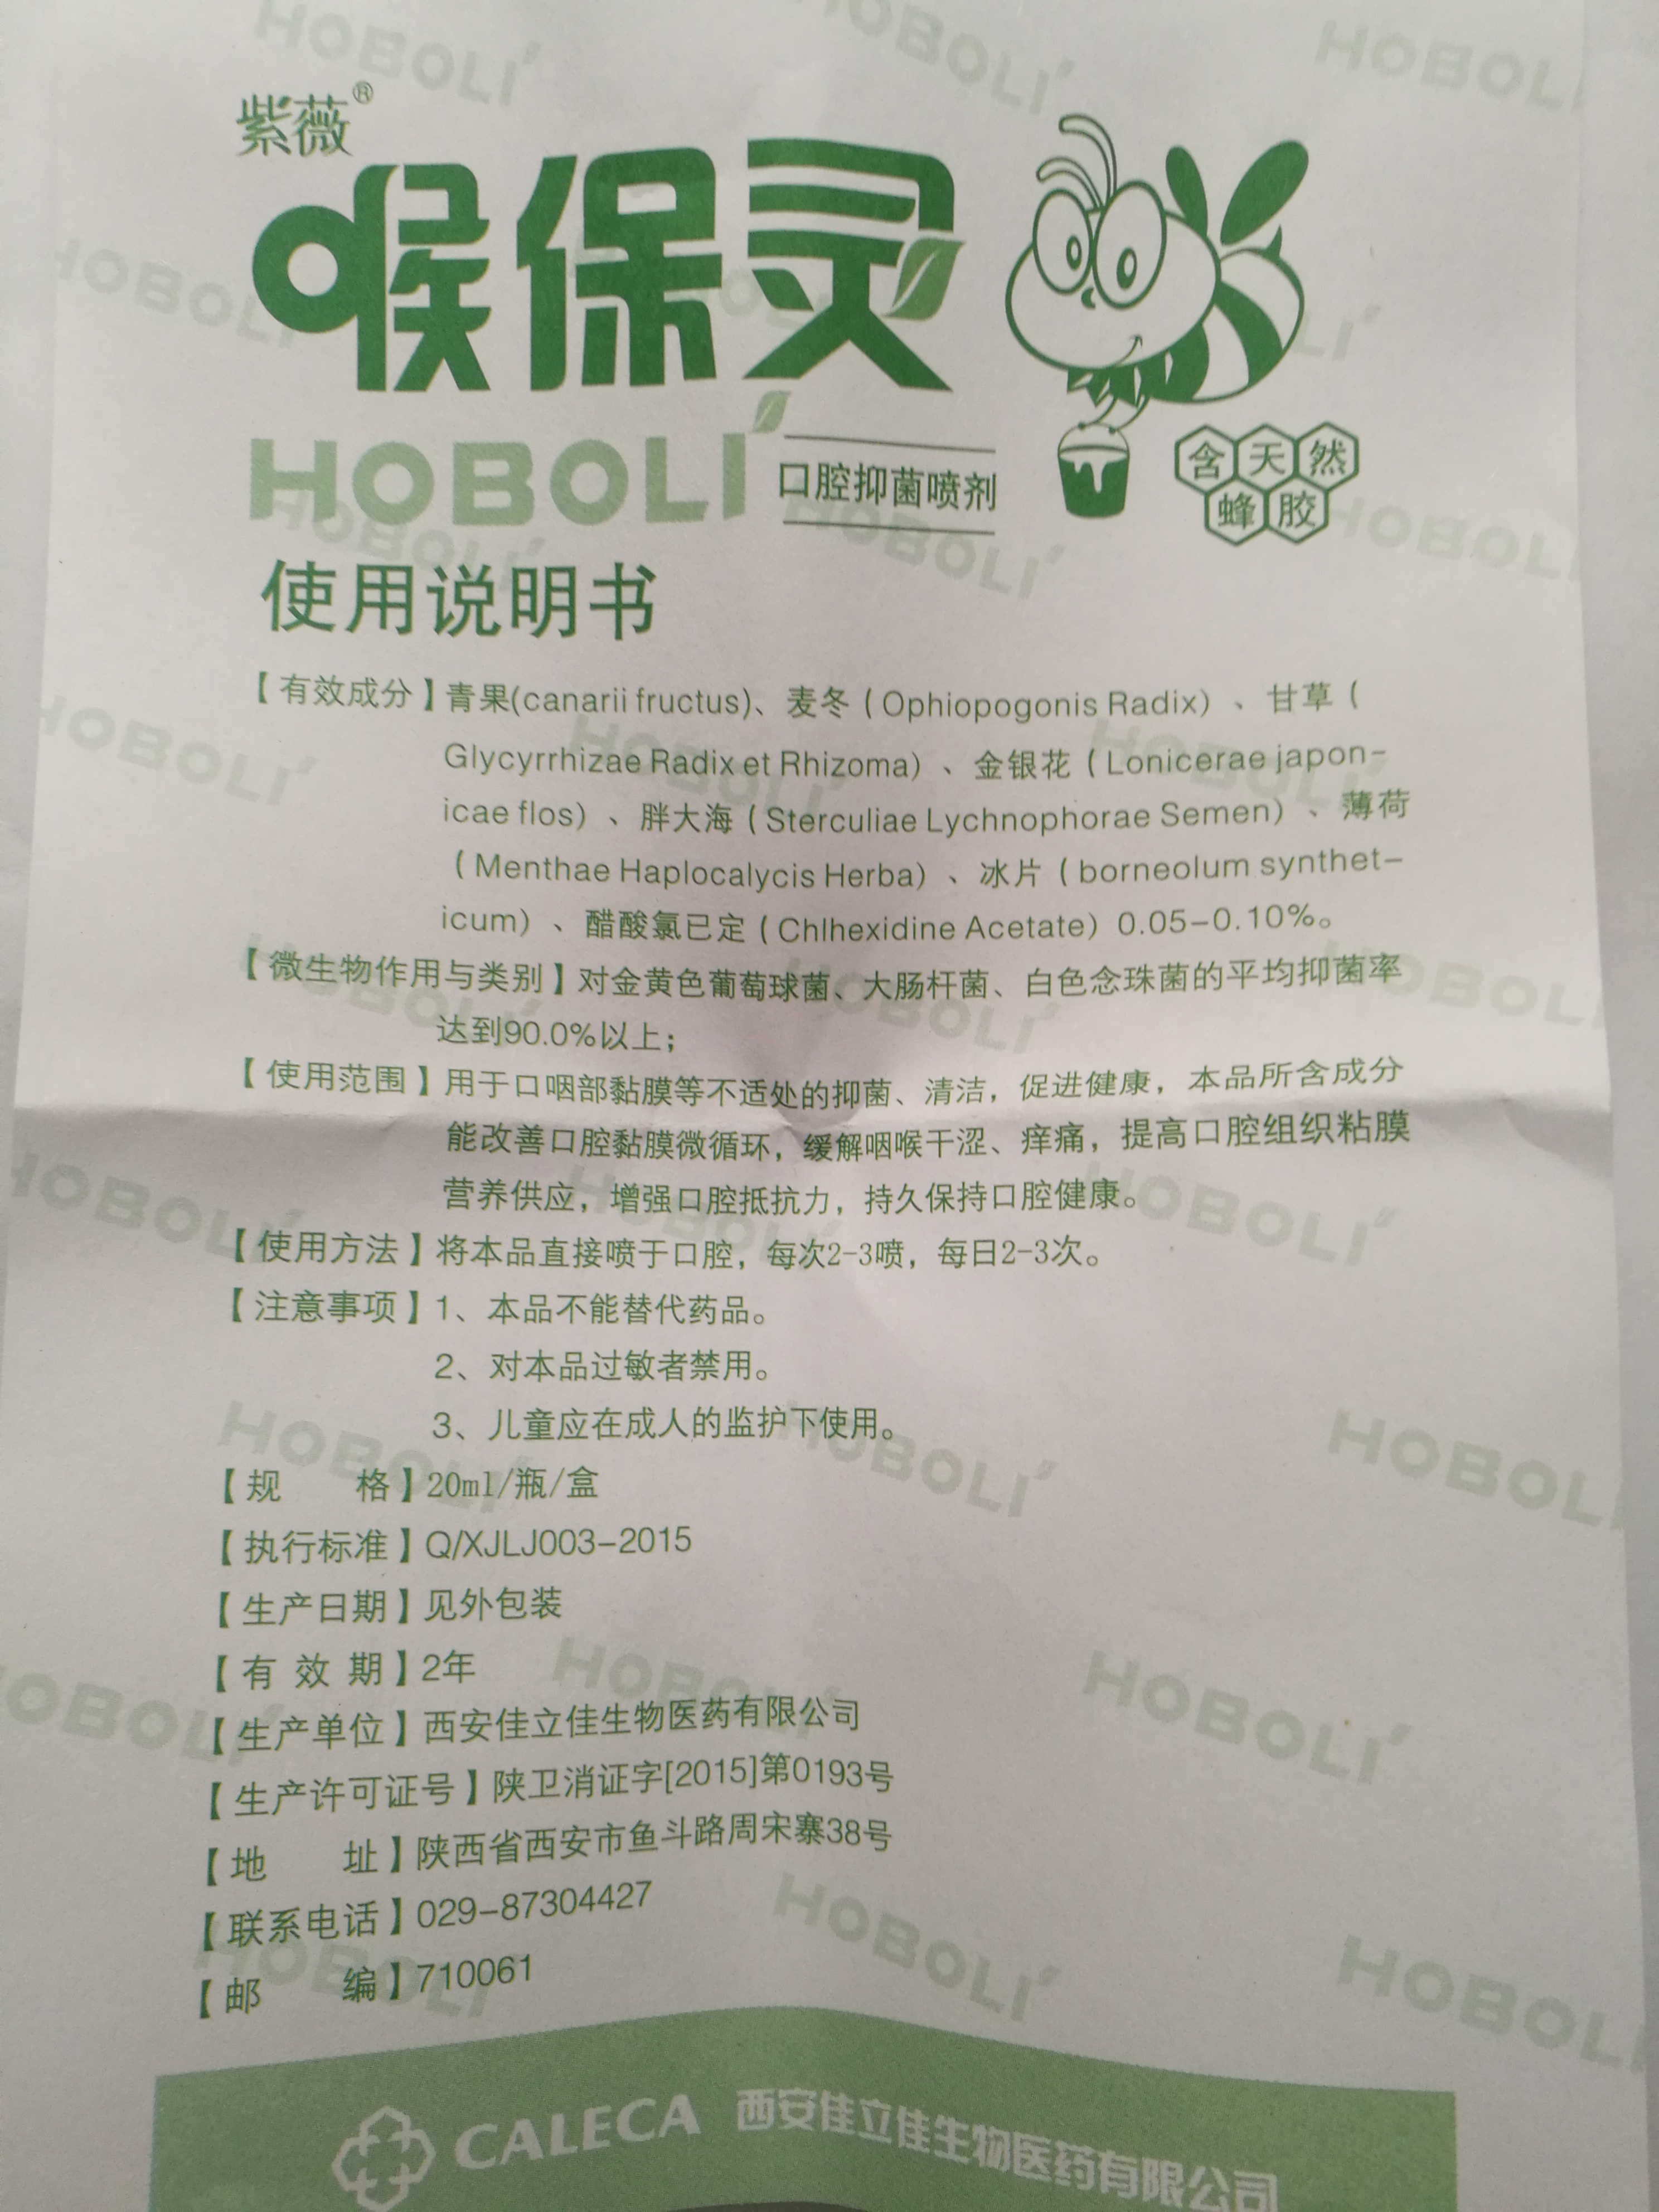 紫薇®
喉保灵
HOBOLI
口腔抑菌喷剂
含天然
蜂胶
使用说明书
【有效成分】青果(canarii fructus)、麦冬(Ophiopogonis Radix)、甘草(
Glycyrrhizae Radix et Rhizoma)、金银花(Lonicerae japon-
icae flos)、胖大海(Sterculiae Lychnophorae Semen)、薄荷
(Menthae Haplocalycis Herba)、冰片(borneolum synthet-
icum)、醋酸氯已定(Chlhexidine Acetate)0.05-0.10%。
【微生物作用与类别】对金黄色葡萄球菌、大肠杆菌、白色念珠菌的平均抑菌率
达到90.0%以上；
【使用范围】用于口咽部黏膜等不适处的抑菌、清洁，促进健康，本品所含成分
能改善口腔黏膜微循环，缓解咽喉干涩、痒痛，提高口腔组织粘膜
营养供应，增强口腔抵抗力，持久保持口腔健康。
【使用方法】将本品直接喷于口腔，每次2-3喷，每日2-3次。
【注意事项】1、本品不能替代药品。
2、对本品过敏者禁用。
3、儿童应在成人的监护下使用。
【规 格】20ml/瓶/盒
【执行标准】Q/XJLJ003-2015
【生产日期】见外包装
【有 效 期】2年
【生产单位】西安佳立佳生物医药有限公司
【生产许可证号】陕卫消证字[2015]第0193号
【地 址】陕西省西安市鱼斗路周宋寨38号
【联系电话】029-87304427
【邮 编】710061
CALECA 西安佳立佳生物医药有限公司